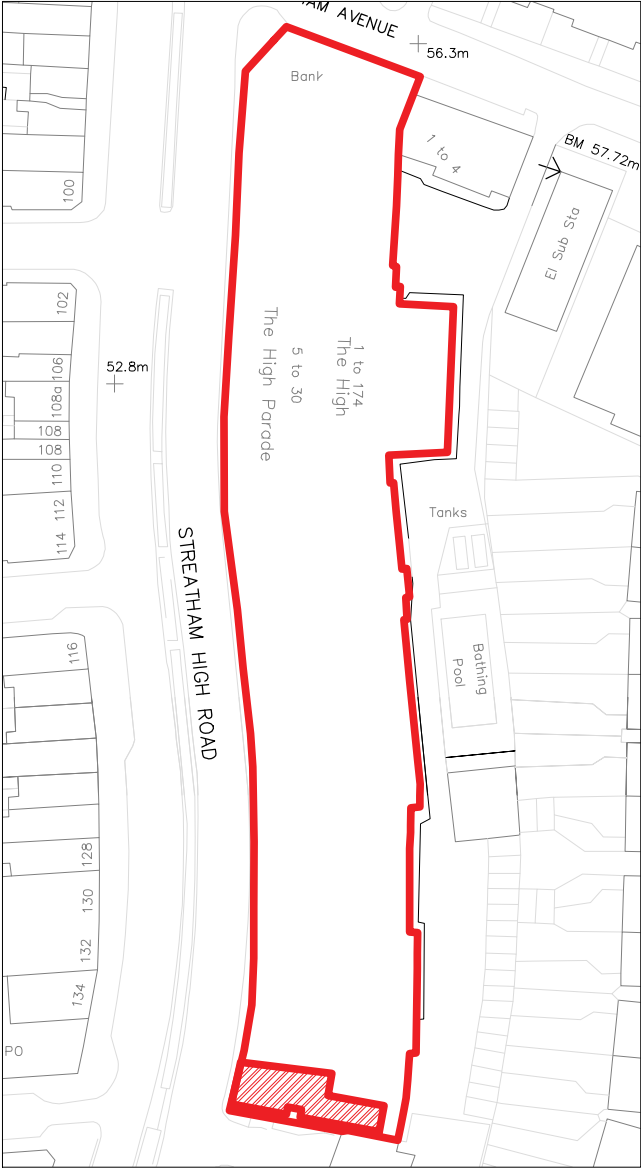 AM AVENUE
56.3m
Bank
BM 57.72m
1 to 4
100
El Sub Sta
102
1 to 174
The High
5 to 30
The High Parade
52.8m
106
108a
108
108
110
112
114
Tanks
STREATHAM HIGH ROAD
116
Bathing
Pool
128
130
132
134
PO